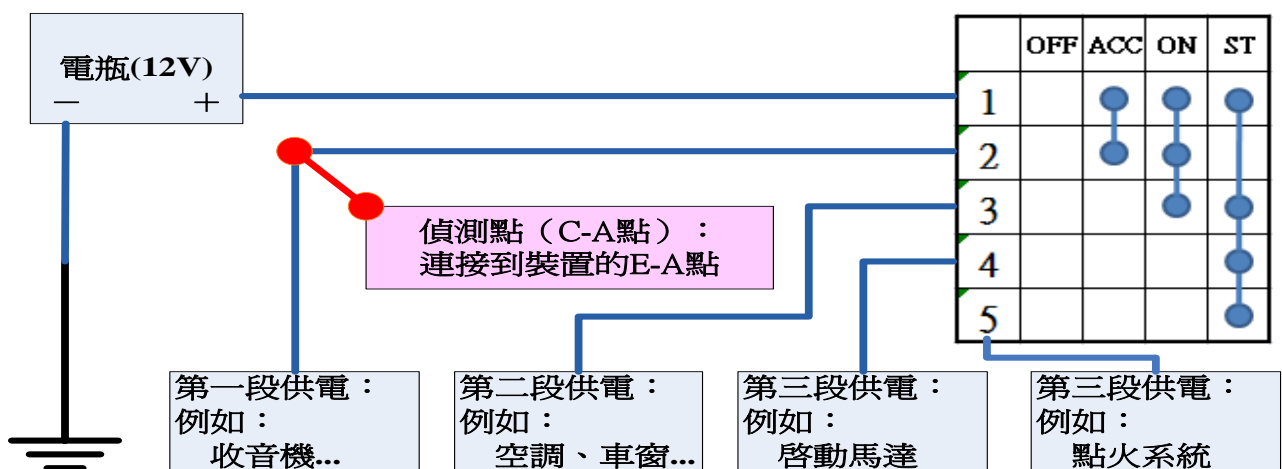 電瓶(12V)
－ ＋
OFF ACC ON ST
1
2
3
4
5
偵測點（C-A點）：
連接到裝置的E-A點
第一段供電：
例如：
收音機...
第二段供電：
例如：
空調、車窗...
第三段供電：
例如：
啓動馬達
第三段供電：
例如：
點火系統